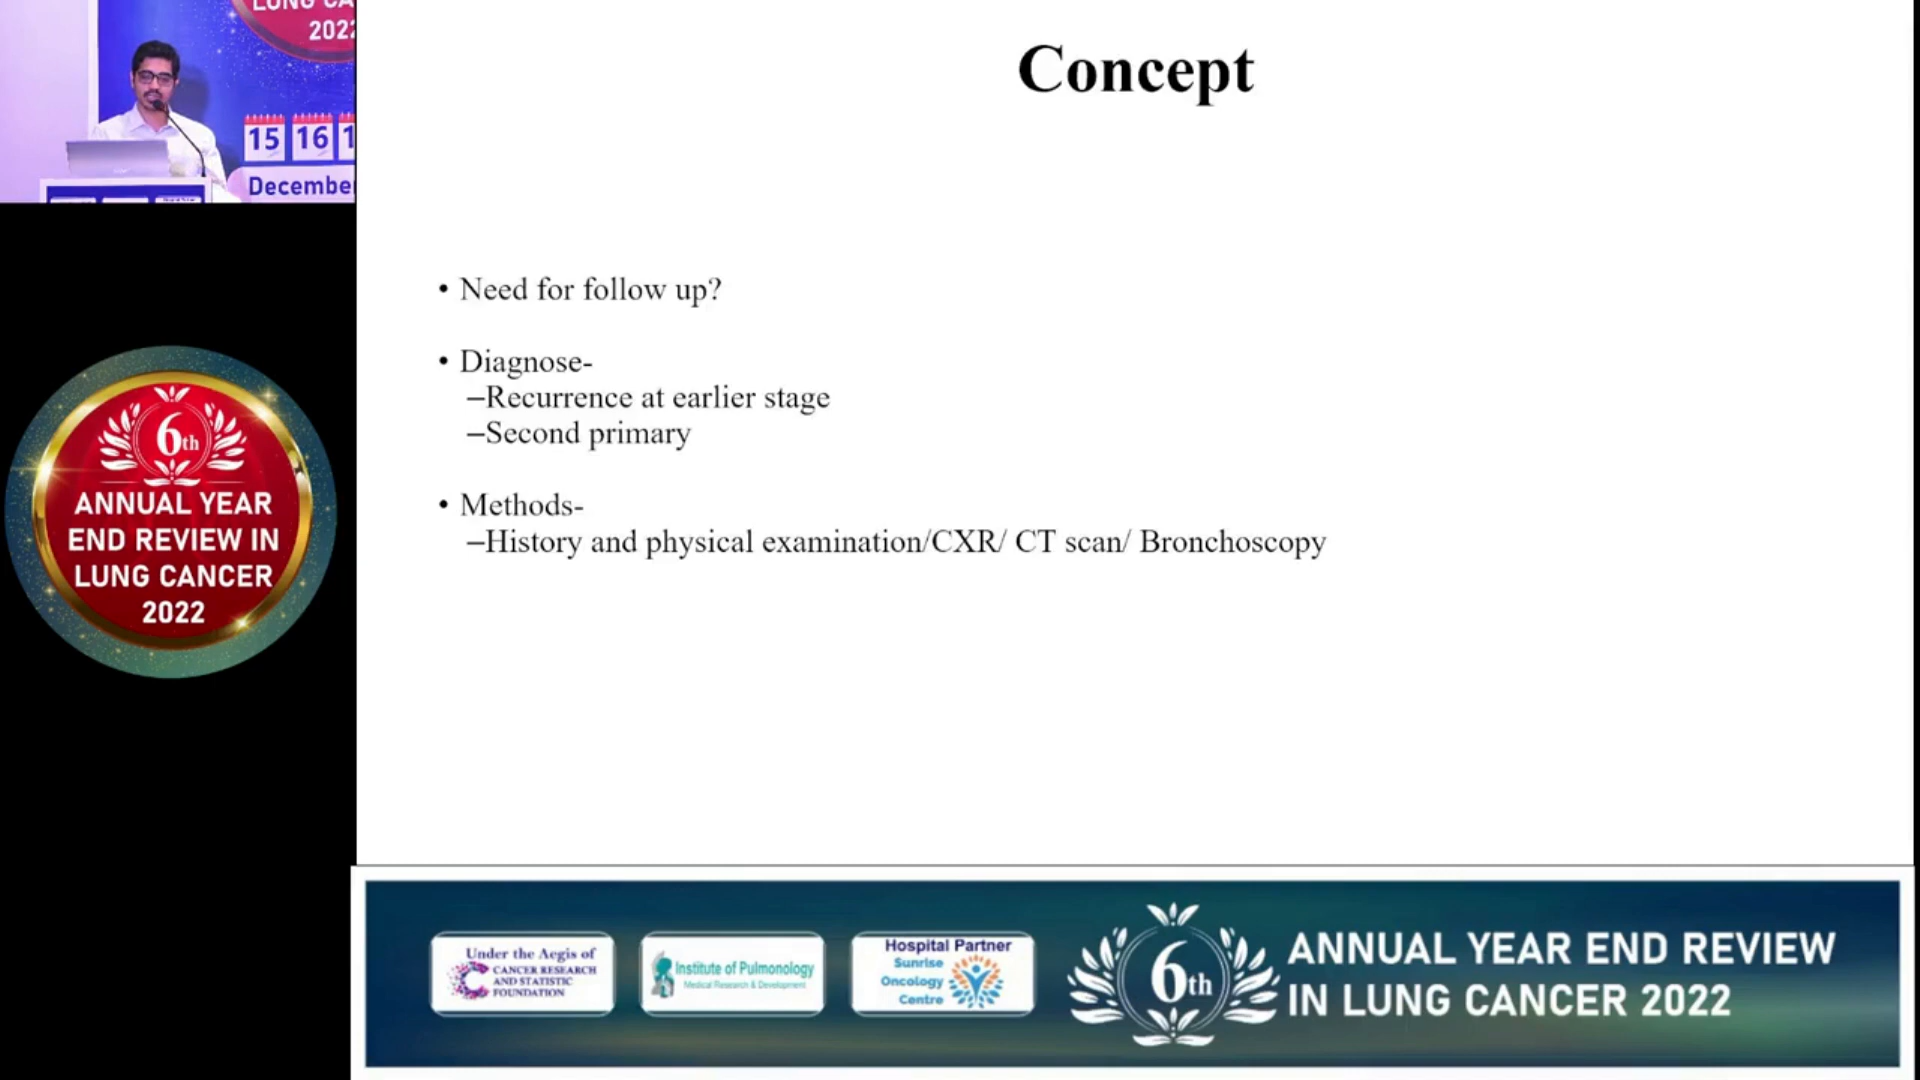 LUNG CA
2022
15 16 1
December
6th
ANNUAL YEAR
END REVIEW IN
LUNG CANCER
2022
Concept
• Need for follow up?
• Diagnose-
–Recurrence at earlier stage
–Second primary
• Methods-
–History and physical examination/CXR/ CT scan/ Bronchoscopy
Under the Aegis of
CANCER RESEARCH
AND STATISTIC
FOUNDATION
Institute of Pulmonology
Medical Research & Development
Hospital Partner
Sunrise
Oncology
Centre
6th
ANNUAL YEAR END REVIEW
IN LUNG CANCER 2022